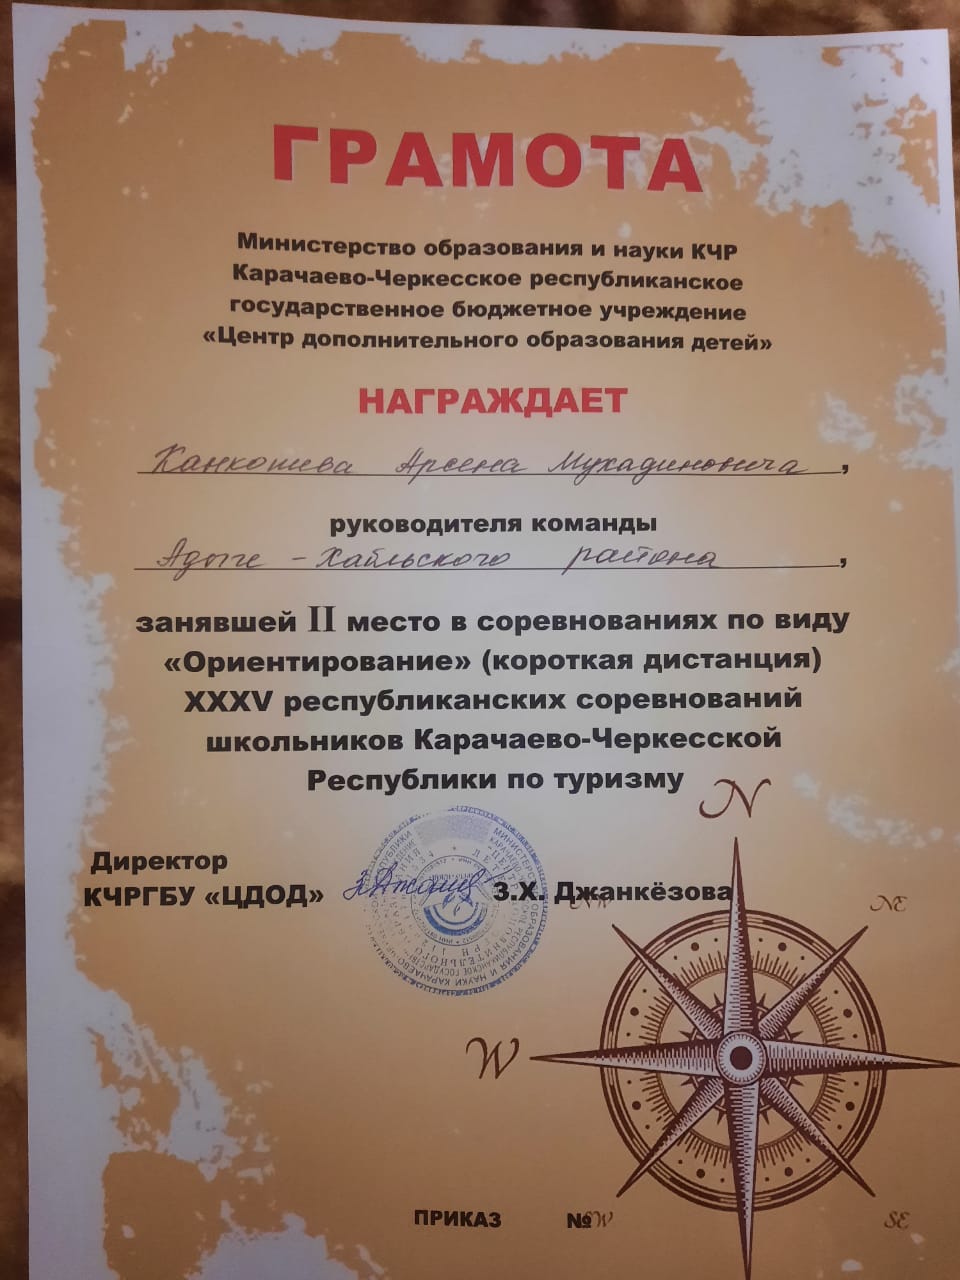 ГРАМОТА
Министерство образования и науки КЧР
Карачаево-Черкесское республиканское
государственное бюджетное учреждение
«Центр дополнительного образования детей»
НАГРАЖДАЕТ
Канкошева Арсена Мухадиновича,
руководителя команды
Адыге-Хабльского района,
занявшей II место в соревнованиях по виду
«Ориентирование» (короткая дистанция)
XXXV республиканских соревнований
школьников Карачаево-Черкесской
Республики по туризму
N
Директор
КЧРГБУ «ЦДОД» З.Х. Джанкёзова
NW NE
W
ПРИКАЗ № SW SE